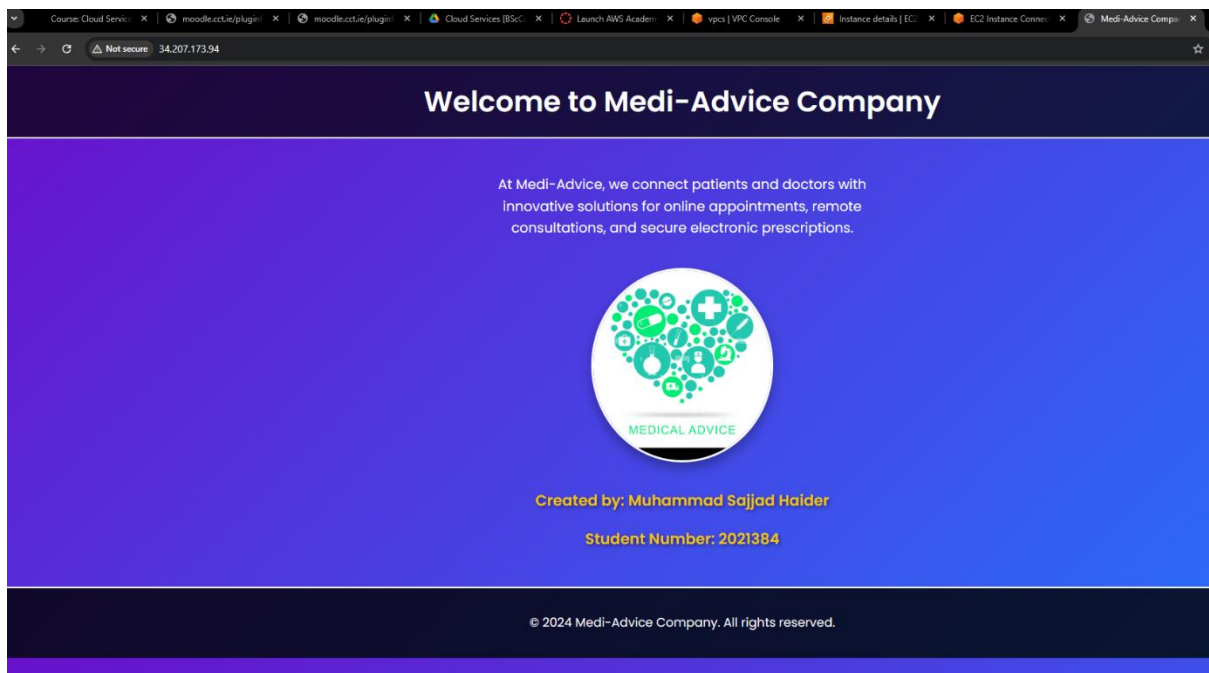 Course: Cloud Service
moodle.cct.ie/pluginf
moodle.cct.ie/pluginf
Cloud Services [BScC
Launch AWS Academ
vpcs | VPC Console
Instance details | EC2
EC2 Instance Connec
Medi-Advice Compan
Not secure 34.207.173.94
Welcome to Medi-Advice Company
At Medi-Advice, we connect patients and doctors with
innovative solutions for online appointments, remote
consultations, and secure electronic prescriptions.
MEDICAL ADVICE
Created by: Muhammad Sajjad Haider
Student Number: 2021384
© 2024 Medi-Advice Company. All rights reserved.